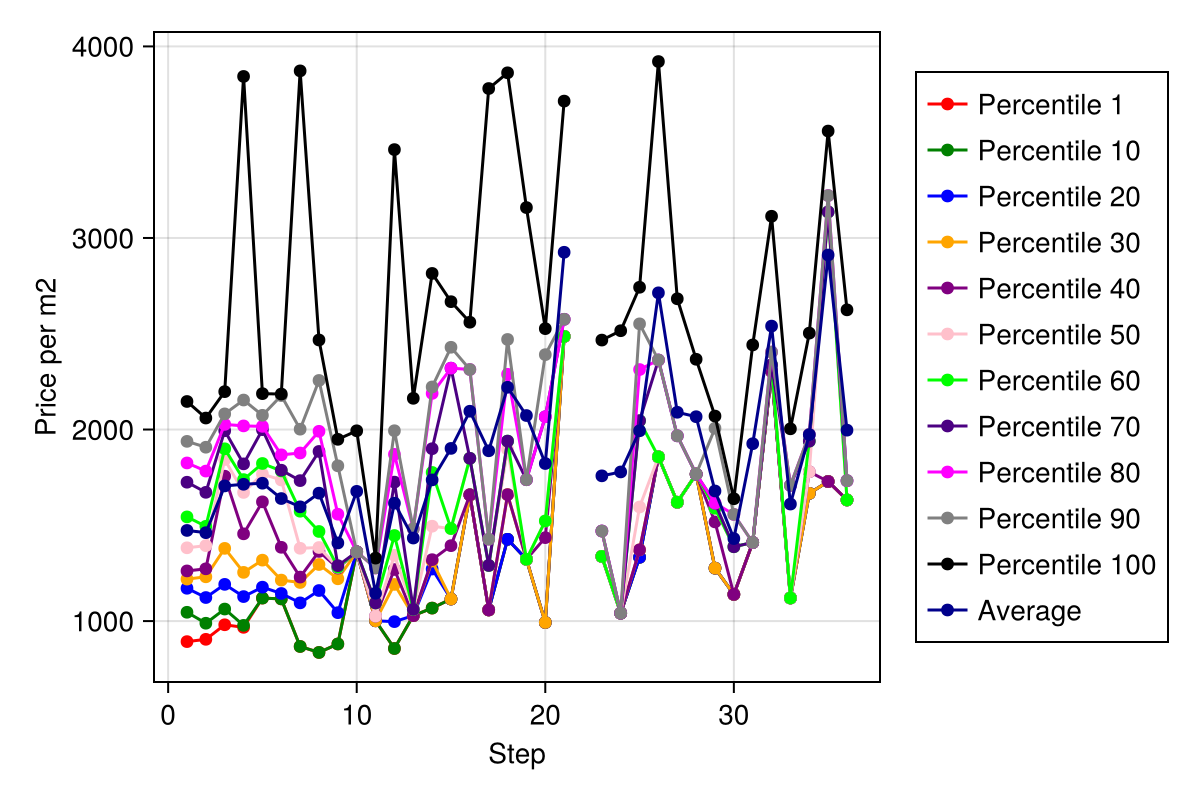 4000
3000
2000
1000
Price per m2
0 10 20 30
Step
Percentile 1
Percentile 10
Percentile 20
Percentile 30
Percentile 40
Percentile 50
Percentile 60
Percentile 70
Percentile 80
Percentile 90
Percentile 100
Average